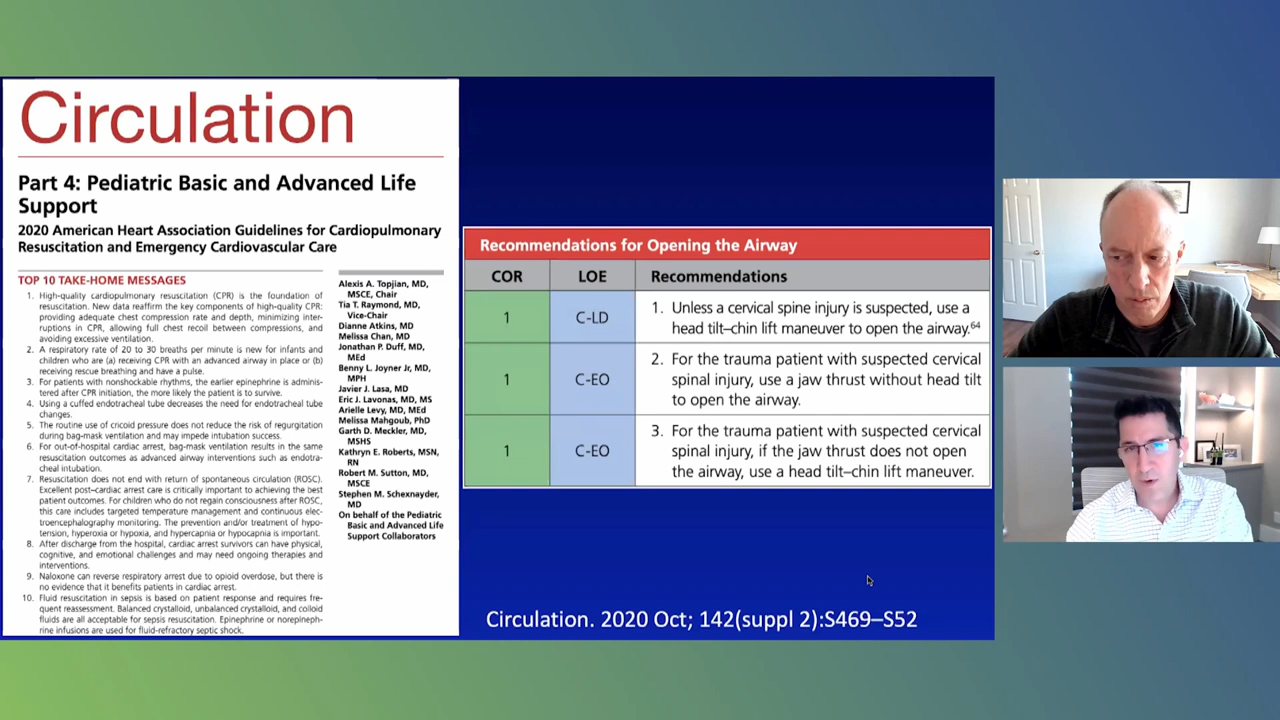 Circulation
Part 4: Pediatric Basic and Advanced Life
Support
2020 American Heart Association Guidelines for Cardiopulmonary
Resuscitation and Emergency Cardiovascular Care
TOP 10 TAKE-HOME MESSAGES
1. High-quality cardiopulmonary resuscitation (CPR) is the foundation of
resuscitation. New data reaffirm the key components of high-quality CPR:
providing adequate chest compression rate and depth, minimizing inter-
ruptions in CPR, allowing full chest recoil between compressions, and
avoiding excessive ventilation.
2. A respiratory rate of 20 to 30 breaths per minute is new for infants and
children who are (a) receiving CPR with an advanced airway in place or (b)
receiving rescue breathing and have a pulse.
3. For patients with nonshockable rhythms, the earlier epinephrine is adminis-
tered after CPR initiation, the more likely the patient is to survive.
4. Using a cuffed endotracheal tube decreases the need for endotracheal tube
changes.
5. The routine use of cricoid pressure does not reduce the risk of regurgitation
during bag-mask ventilation and may impede intubation success.
6. For out-of-hospital cardiac arrest, bag-mask ventilation results in the same
resuscitation outcomes as advanced airway interventions such as endotra-
cheal intubation.
7. Resuscitation does not end with return of spontaneous circulation (ROSC).
Excellent post–cardiac arrest care is critically important to achieving the best
patient outcomes. For children who do not regain consciousness after ROSC,
this care includes targeted temperature management and continuous elec-
troencephalography monitoring. The prevention and/or treatment of hypo-
tension, hyperoxia or hypoxia, and hypercapnia or hypocapnia is important.
8. After discharge from the hospital, cardiac arrest survivors can have physical,
cognitive, and emotional challenges and may need ongoing therapies and
interventions.
9. Naloxone can reverse respiratory arrest due to opioid overdose, but there is
no evidence that it benefits patients in cardiac arrest.
10. Fluid resuscitation in sepsis is based on patient response and requires fre-
quent reassessment. Balanced crystalloid, unbalanced crystalloid, and colloid
fluids are all acceptable for sepsis resuscitation. Epinephrine or norepineph-
rine infusions are used for fluid-refractory septic shock.
Alexis A. Topjian, MD,
MSCE, Chair
Tia T. Raymond, MD,
Vice-Chair
Dianne Atkins, MD
Melissa Chan, MD
Jonathan P. Duff, MD,
MEd
Benny L. Joyner Jr, MD,
MPH
Javier J. Lasa, MD
Eric J. Lavonas, MD, MS
Arielle Levy, MD, MEd
Melissa Mahgoub, PhD
Garth D. Meckler, MD,
MSHS
Kathryn E. Roberts, MSN,
RN
Robert M. Sutton, MD,
MSCE
Stephen M. Schexnayder,
MD
On behalf of the Pediatric
Basic and Advanced Life
Support Collaborators
Recommendations for Opening the Airway
COR LOE Recommendations
1 C-LD 1. Unless a cervical spine injury is suspected, use a
head tilt–chin lift maneuver to open the airway.64
1 C-EO 2. For the trauma patient with suspected cervical
spinal injury, use a jaw thrust without head tilt
to open the airway.
1 C-EO 3. For the trauma patient with suspected cervical
spinal injury, if the jaw thrust does not open
the airway, use a head tilt–chin lift maneuver.
Circulation. 2020 Oct; 142(suppl 2):S469–S52